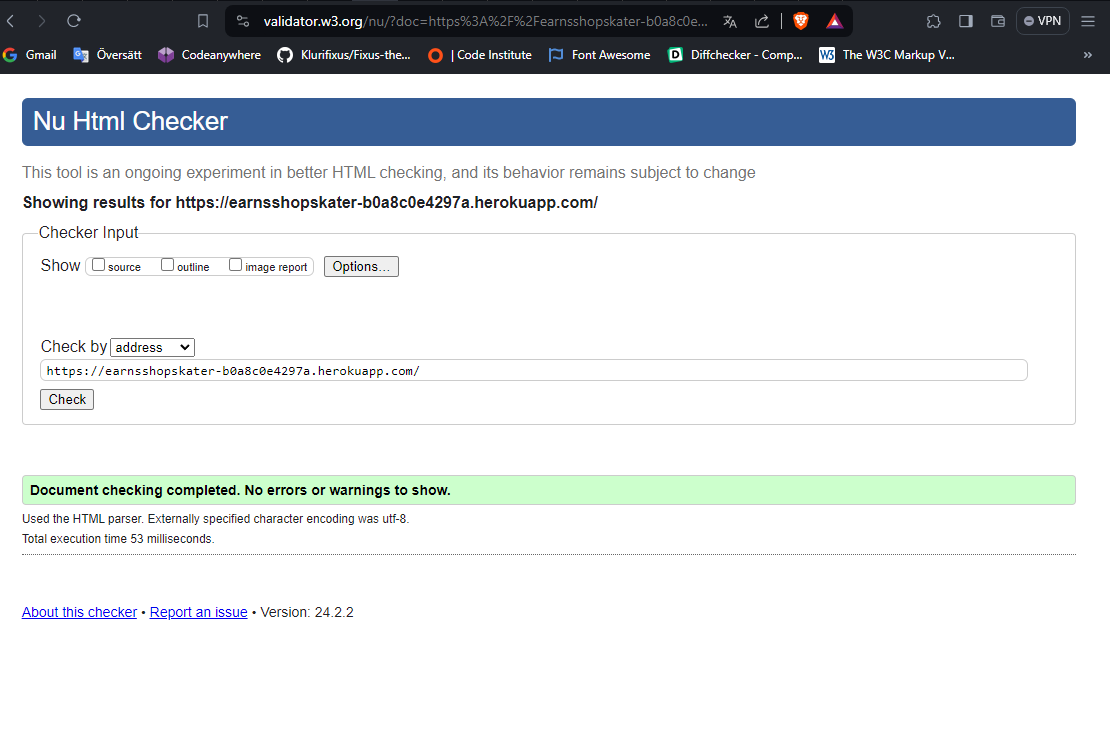 validator.w3.org/nu/?doc=https%3A%2F%2Fearnsshopskater-b0a8c0e... VPN
Gmail Översätt Codeanywhere Klurifixus/Fixus-the... | Code Institute Font Awesome Diffchecker - Comp... W3 The W3C Markup V... »
Nu Html Checker
This tool is an ongoing experiment in better HTML checking, and its behavior remains subject to change
Showing results for https://earnsshopskater-b0a8c0e4297a.herokuapp.com/
Checker Input
Show source outline image report Options...
Check by address
https://earnsshopskater-b0a8c0e4297a.herokuapp.com/
Check
Document checking completed. No errors or warnings to show.
Used the HTML parser. Externally specified character encoding was utf-8.
Total execution time 53 milliseconds.
About this checker • Report an issue • Version: 24.2.2